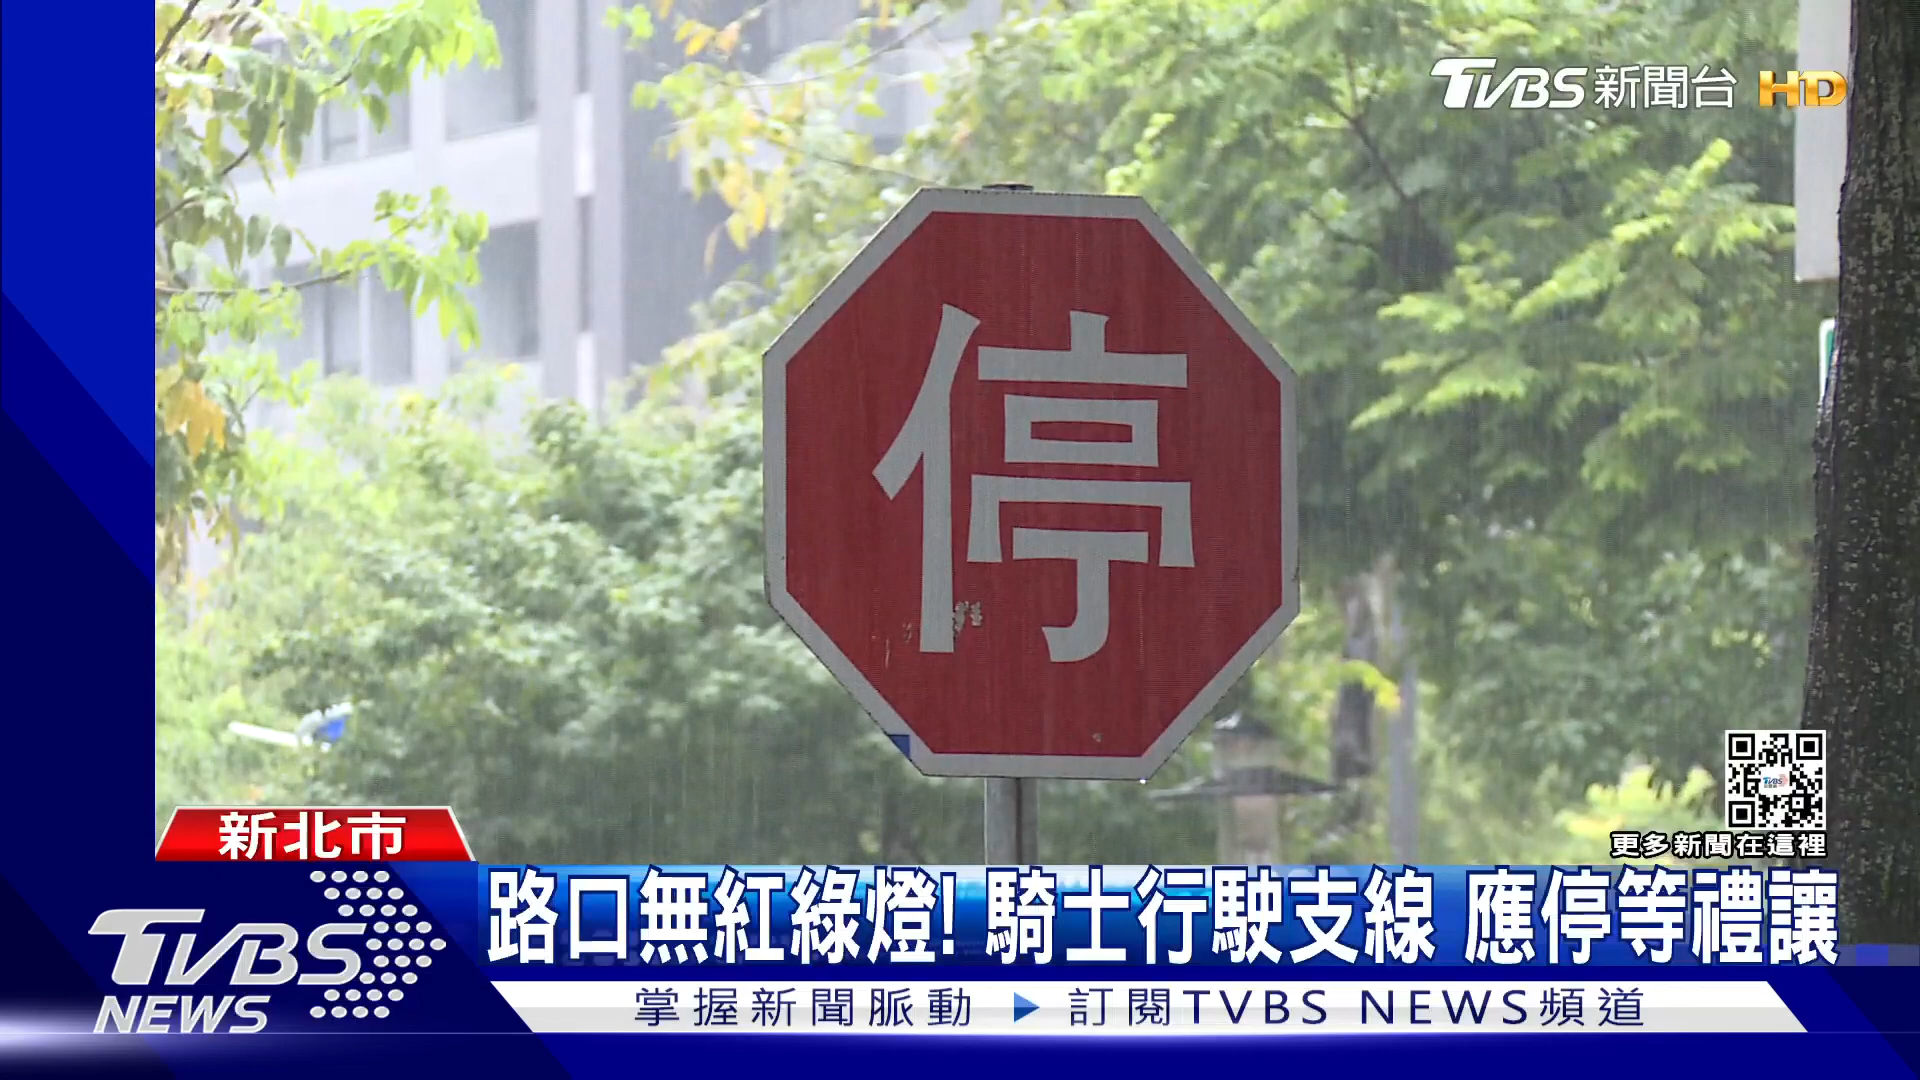 TVBS新聞台 HD
停
更多新聞在這裡
新北市
路口無紅綠燈! 騎士行駛支線 應停等禮讓
TVBS NEWS
掌握新聞脈動 ▶ 訂閱TVBS NEWS頻道